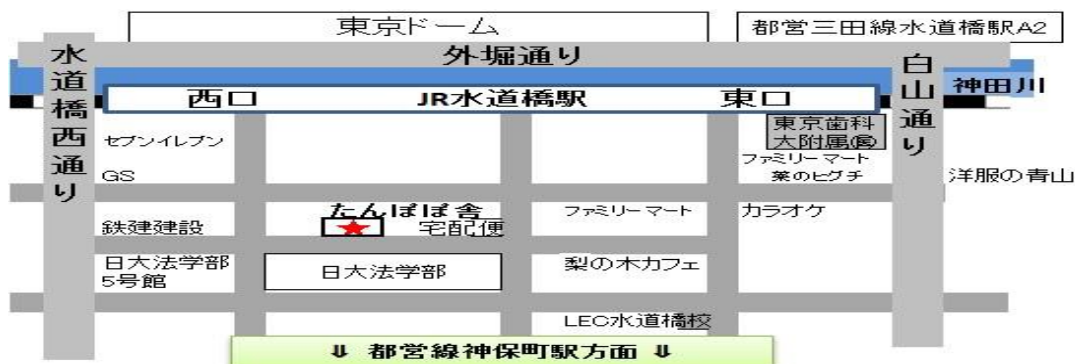 東京ドーム
都営三田線水道橋駅A2
水道橋西通り
外堀通り
白山通り
神田川
西口
JR水道橋駅
東口
セブンイレブン
東京歯科
大附属㊩
ファミリーマート
薬のヒグチ
GS
洋服の青山
たんぽぽ舎
宅配便
ファミリーマート
カラオケ
鉄建建設
日大法学部
5号館
日大法学部
梨の木カフェ
LEC水道橋校
⇓ 都営線神保町駅方面 ⇓